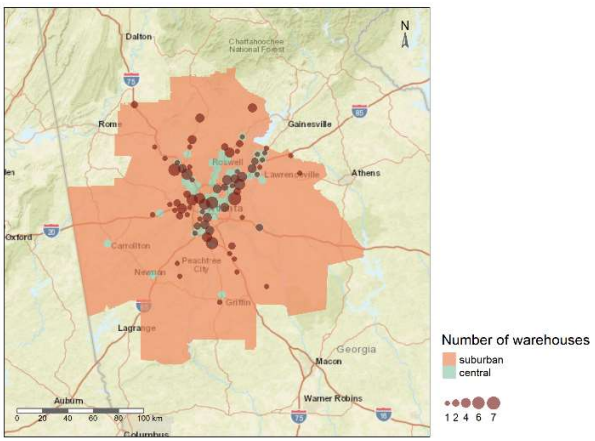 N
Dalton
Chattahoochee
National Forest
75
Rome
Gainesville
85
Roswell
Lawrenceville
Athens
Oxford
20
Carrollton
Peachtree
City
Newnan
Griffin
Lagrange
Georgia
Macon
Auburn
Warner Robins
0 20 40 60 80 100 km
75
16
Columbus
Number of warehouses
suburban
central
1 2 4 6 7